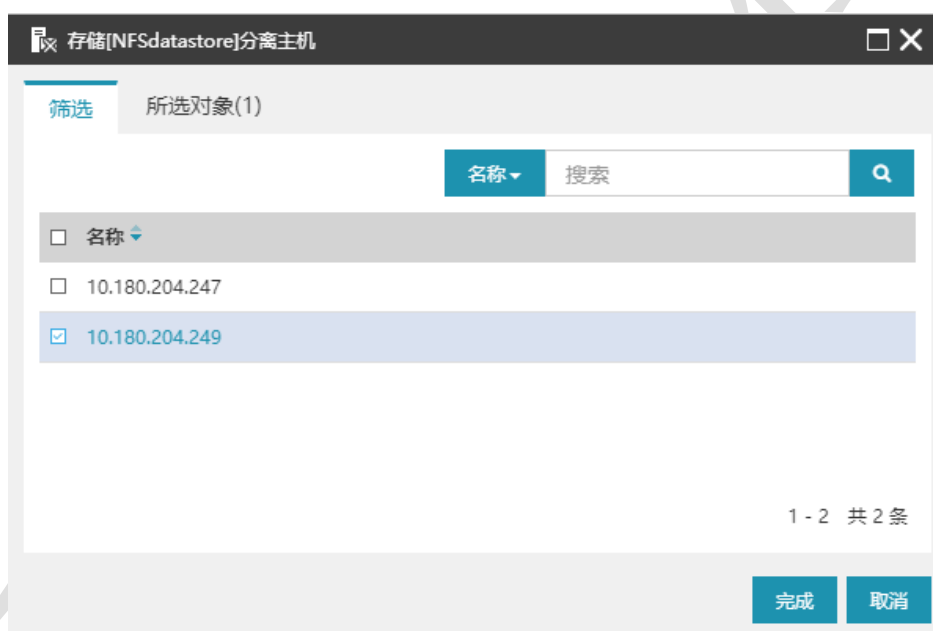 存储[NFSdatastore]分离主机
筛选 所选对象(1)
名称 搜索
名称
10.180.204.247
10.180.204.249
1 - 2 共 2 条
完成 取消